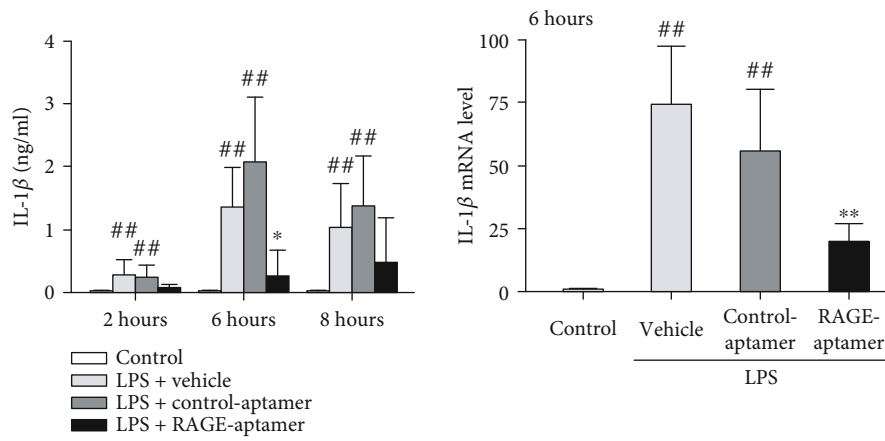 4
3
2
1
0
IL-1β (ng/ml)
##
##
##
##
*
##
##
2 hours
6 hours
8 hours
Control
LPS + vehicle
LPS + control-aptamer
LPS + RAGE-aptamer
6 hours
100
75
50
25
0
IL-1β mRNA level
##
##
**
Control
Vehicle
Control-
aptamer
RAGE-
aptamer
LPS